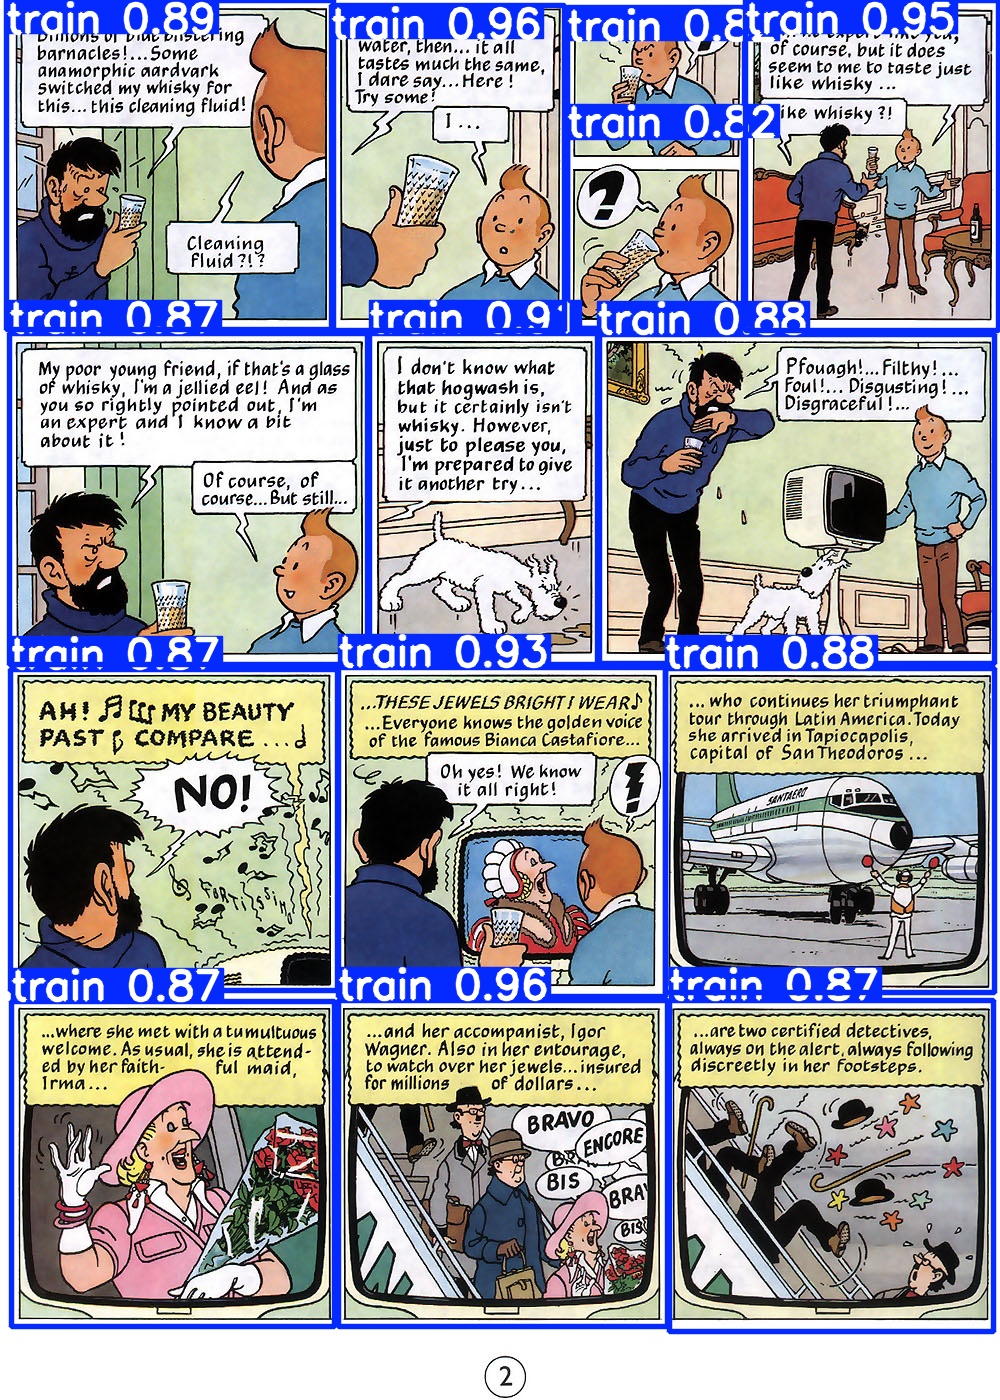 train 0.89
Billions of blue blistering
barnacles!...Some
anamorphic aardvark
switched my whisky for
this...this cleaning fluid!
Cleaning
fluid?!?
train 0.96
water, then... it all
tastes much the same,
I dare say...Here!
Try some!
I ...
train 0.8
train 0.82
?
train 0.95
of course, but it does
seem to me to taste just
like whisky ...
like whisky ?!
train 0.87
My poor young friend, if that's a glass
of whisky, I'm a jellied eel! And as
you so rightly pointed out, I'm
an expert and I know a bit
about it!
Of course, of
course...But still...
train 0.91
I don't know what
that hogwash is,
but it certainly isn't
whisky. However,
just to please you,
I'm prepared to give
it another try...
train 0.88
Pfouagh!... Filthy!...
Foul!... Disgusting!...
Disgraceful!...
train 0.87
AH! MY BEAUTY
PAST COMPARE ...
NO!
FORTISSIMO
train 0.93
...THESE JEWELS BRIGHT I WEAR
...Everyone knows the golden voice
of the famous Bianca Castafiore...
Oh yes! We know
it all right!
!
train 0.88
... who continues her triumphant
tour through Latin America. Today
she arrived in Tapiocapolis,
capital of San Theodoros ...
SANTAERO
train 0.87
...where she met with a tumultuous
welcome. As usual, she is attend-
ed by her faith- ful maid,
Irma...
train 0.96
...and her accompanist, Igor
Wagner. Also in her entourage,
to watch over her jewels...insured
for millions of dollars...
BRAVO
ENCORE
BIS
BRA
BIS
train 0.87
...are two certified detectives,
always on the alert, always following
discreetly in her footsteps.
2